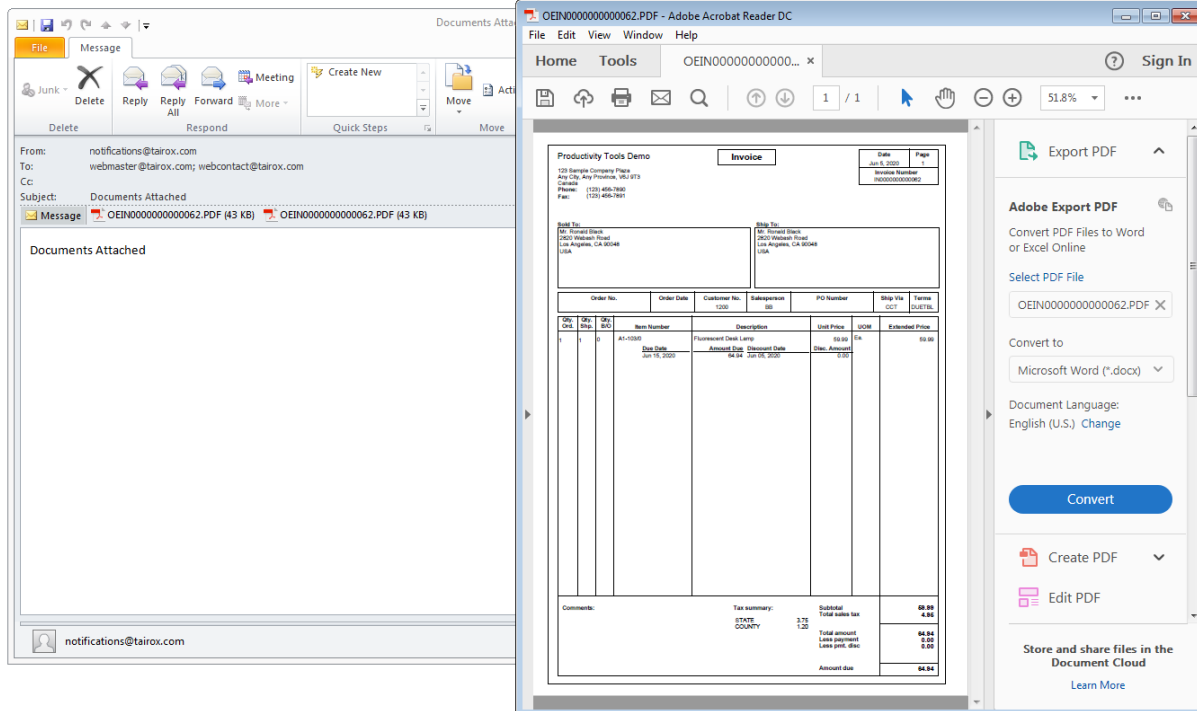 Documents Atta
File Message
Junk
Delete
Reply
Reply All
Forward
Meeting
More
Create New
Move
Acti
Delete Respond Quick Steps Move
From: notifications@tairox.com
To: webmaster@tairox.com; webcontact@tairox.com
Cc:
Subject: Documents Attached
Message OEIN0000000000062.PDF (43 KB) OEIN0000000000062.PDF (43 KB)
Documents Attached
notifications@tairox.com
OEIN0000000000062.PDF - Adobe Acrobat Reader DC
File Edit View Window Help
Home Tools OEIN00000000000... × ? Sign In
1 / 1 51.8%
Productivity Tools Demo
Invoice
Date Page
Jun 5, 2020 1
Invoice Number
IN0000000000062
123 Sample Company Plaza
Any City, Any Province, V6J 9T3
Canada
Phone: (123) 456-7890
Fax: (123) 456-7891
Sold To: Ship To:
Mr. Ronald Black Mr. Ronald Black
2820 Webash Road 2820 Webash Road
Los Angeles, CA 90048 Los Angeles, CA 90048
USA USA
Order No. Order Date Customer No. Salesperson PO Number Ship Via Terms
1200 BB CCT DUETBL
Qty. Ord. Qty. Shp. Qty. B/O Item Number Description Unit Price UOM Extended Price
1 1 0 A1-103/0 Fluorescent Desk Lamp 59.99 EA 59.99
Due Date Amount Due Discount Date Disc. Amount
Jun 15, 2020 64.94 Jun 05, 2020 0.00
Comments: Tax summary: Subtotal 59.99
Total sales tax 4.95
STATE 3.75
COUNTY 1.20
Total amount 64.94
Less payment 0.00
Less pmt. disc 0.00
Amount due 64.94
Export PDF
Adobe Export PDF
Convert PDF Files to Word
or Excel Online
Select PDF File
OEIN0000000000062.PDF
Convert to
Microsoft Word (*.docx)
Document Language:
English (U.S.) Change
Convert
Create PDF
Edit PDF
Store and share files in the
Document Cloud
Learn More